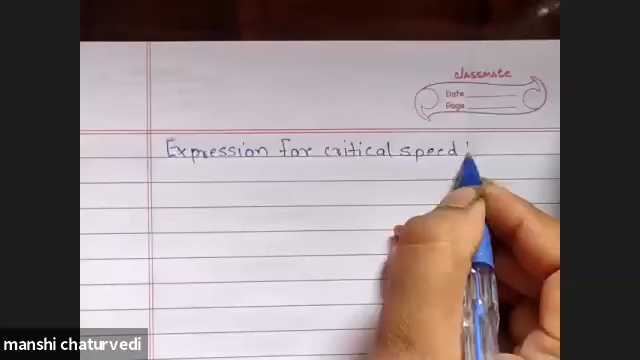 classmate
Date
Page
Expression for critical speed :
manshi chaturvedi